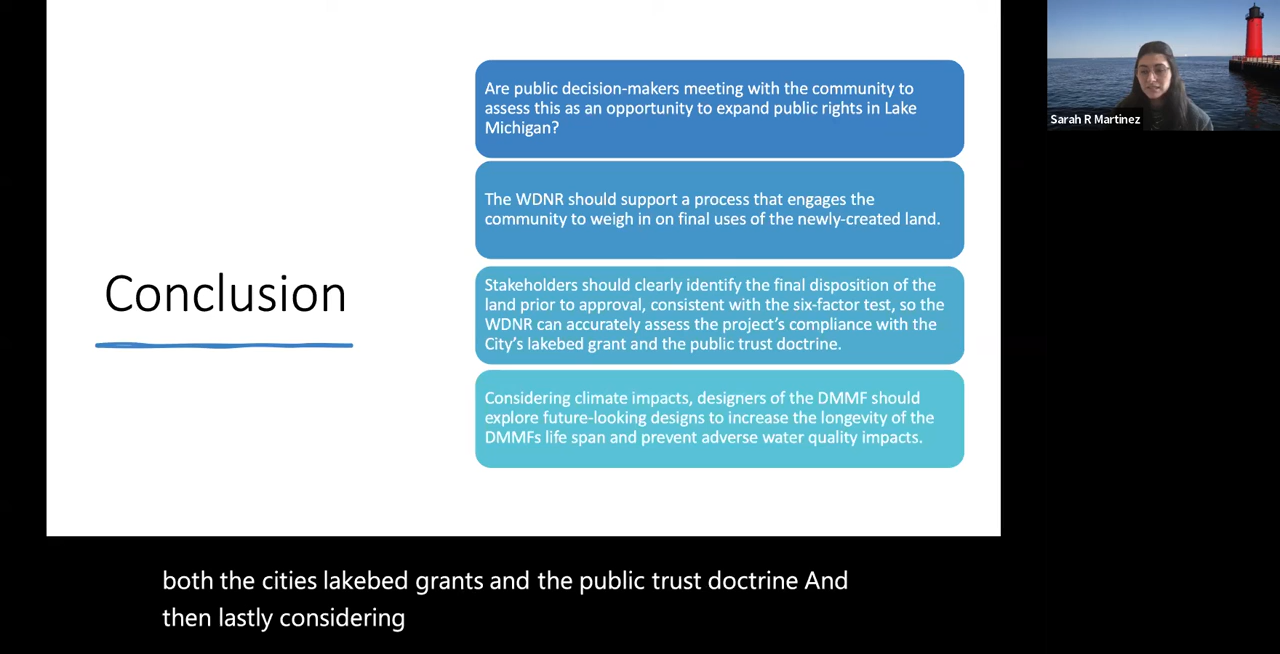 Conclusion
Are public decision-makers meeting with the community to
assess this as an opportunity to expand public rights in Lake
Michigan?
The WDNR should support a process that engages the
community to weigh in on final uses of the newly-created land.
Stakeholders should clearly identify the final disposition of the
land prior to approval, consistent with the six-factor test, so the
WDNR can accurately assess the project’s compliance with the
City’s lakebed grant and the public trust doctrine.
Considering climate impacts, designers of the DMMF should
explore future-looking designs to increase the longevity of the
DMMFs life span and prevent adverse water quality impacts.
Sarah R Martinez
both the cities lakebed grants and the public trust doctrine And
then lastly considering